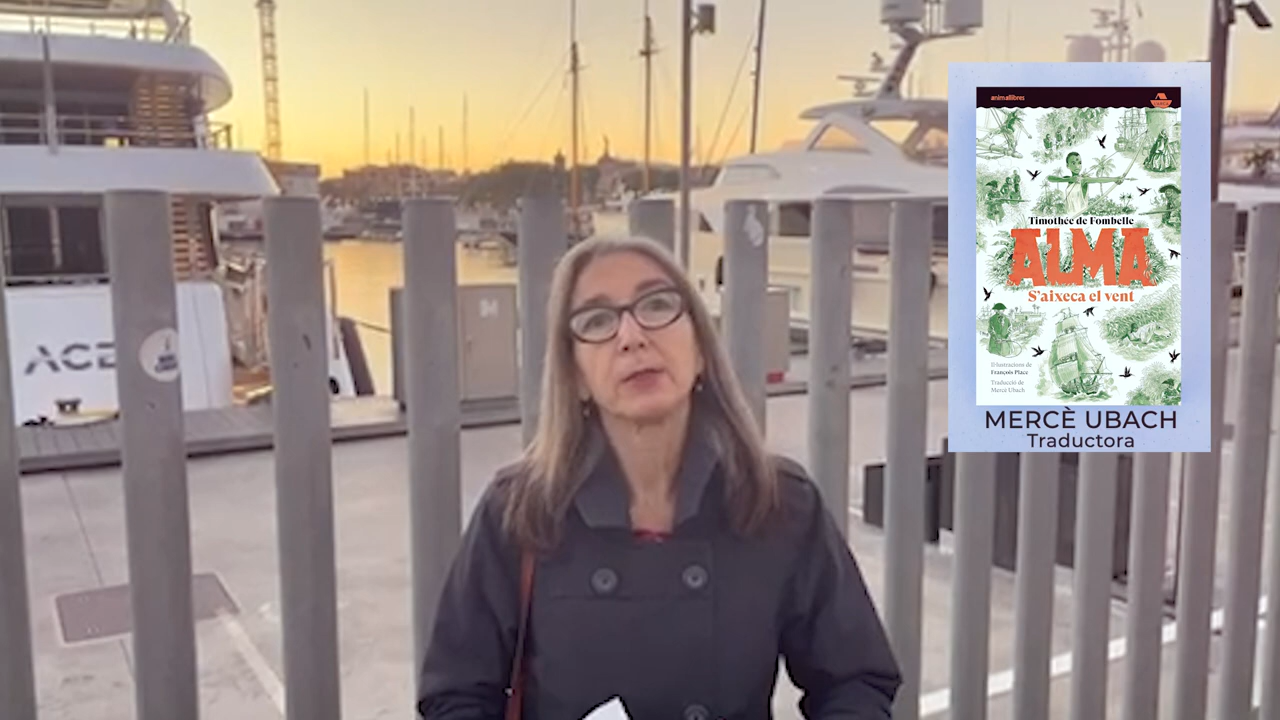 ACE
animallibres
Timothée de Fombelle
ALMA
S'aixeca el vent
Il·lustracions de
François Place
Traducció de
Mercè Ubach
MERCÈ UBACH
Traductora